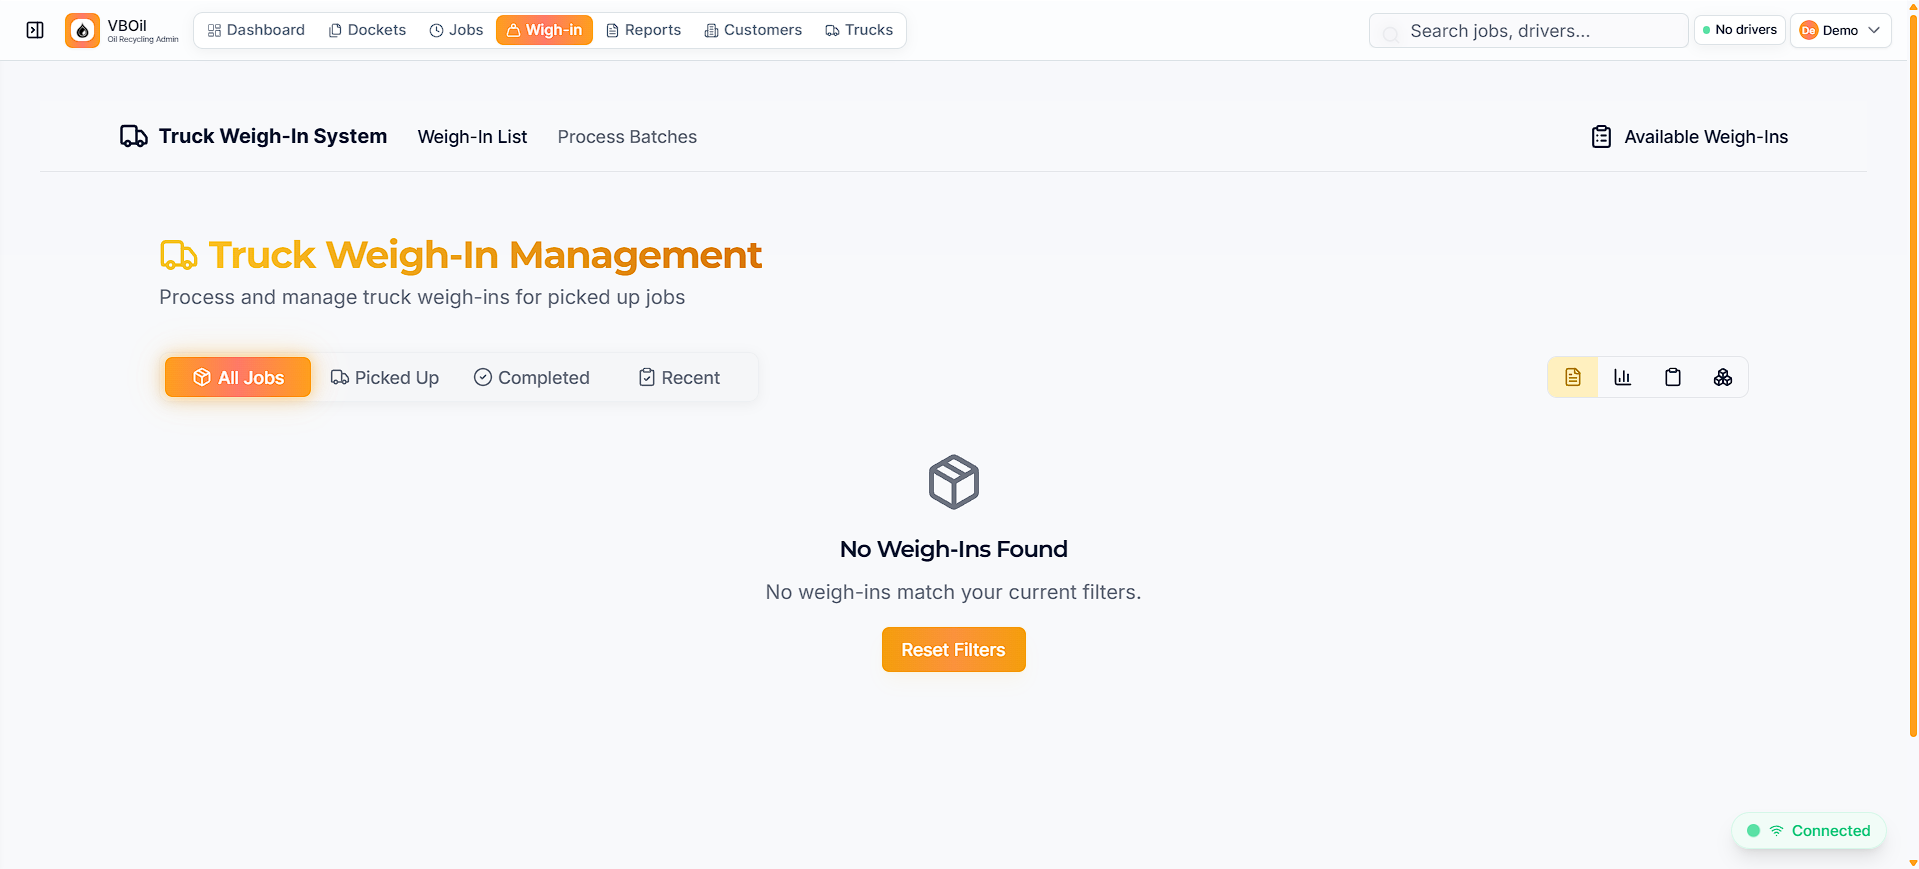 VBOil
Oil Recycling Admin
Dashboard
Dockets
Jobs
Wigh-in
Reports
Customers
Trucks
Search jobs, drivers...
No drivers
De
Demo
Truck Weigh-In System
Weigh-In List
Process Batches
Available Weigh-Ins
Truck Weigh-In Management
Process and manage truck weigh-ins for picked up jobs
All Jobs
Picked Up
Completed
Recent
No Weigh-Ins Found
No weigh-ins match your current filters.
Reset Filters
Connected